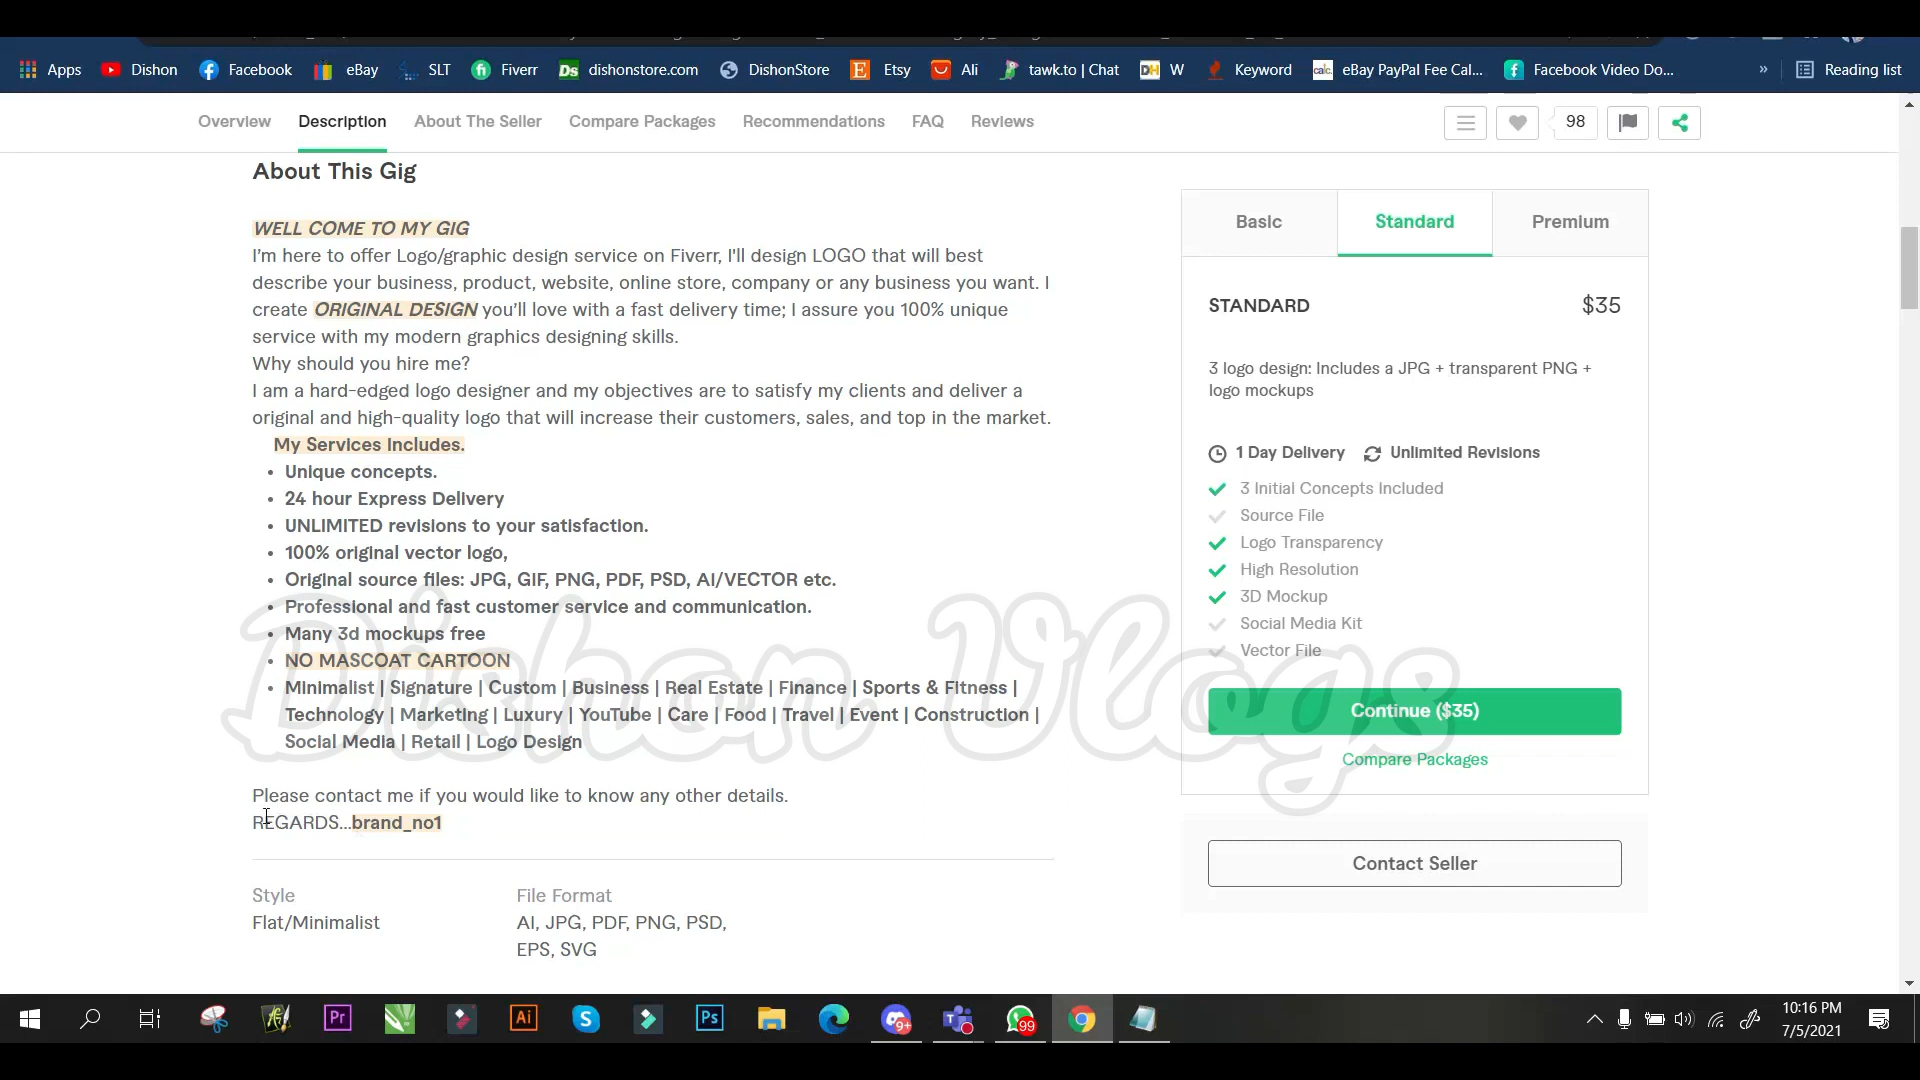 Apps Dishon Facebook eBay SLT Fiverr Ds dishonstore.com DishonStore Etsy Ali tawk.to | Chat DH W Keyword calc. eBay PayPal Fee Cal... Facebook Video Do... » Reading list
Overview Description About The Seller Compare Packages Recommendations FAQ Reviews 98
About This Gig
WELL COME TO MY GIG
I'm here to offer Logo/graphic design service on Fiverr, I'll design LOGO that will best
describe your business, product, website, online store, company or any business you want. I
create ORIGINAL DESIGN you'll love with a fast delivery time; I assure you 100% unique
service with my modern graphics designing skills.
Why should you hire me?
I am a hard-edged logo designer and my objectives are to satisfy my clients and deliver a
original and high-quality logo that will increase their customers, sales, and top in the market.
My Services Includes.
• Unique concepts.
• 24 hour Express Delivery
• UNLIMITED revisions to your satisfaction.
• 100% original vector logo,
• Original source files: JPG, GIF, PNG, PDF, PSD, AI/VECTOR etc.
• Professional and fast customer service and communication.
• Many 3d mockups free
• NO MASCOAT CARTOON
• Minimalist | Signature | Custom | Business | Real Estate | Finance | Sports & Fitness |
Technology | Marketing | Luxury | YouTube | Care | Food | Travel | Event | Construction |
Social Media | Retail | Logo Design
Please contact me if you would like to know any other details.
REGARDS...brand_no1
Style
Flat/Minimalist
File Format
AI, JPG, PDF, PNG, PSD,
EPS, SVG
Basic Standard Premium
STANDARD $35
3 logo design: Includes a JPG + transparent PNG +
logo mockups
1 Day Delivery Unlimited Revisions
3 Initial Concepts Included
Source File
Logo Transparency
High Resolution
3D Mockup
Social Media Kit
Vector File
Continue ($35)
Compare Packages
Contact Seller
Dishon Vlogs
Pr Ai S Ps 9+ 99
10:16 PM
7/5/2021